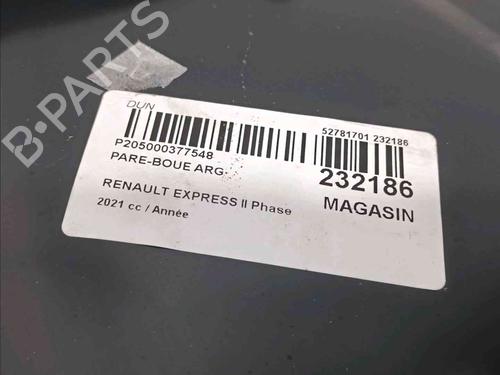 DUN
P205000377548
PARE-BOUE ARG.
RENAULT EXPRESS II Phase
2021 cc / Année
52781701 232186
232186
MAGASIN
B-PARTS